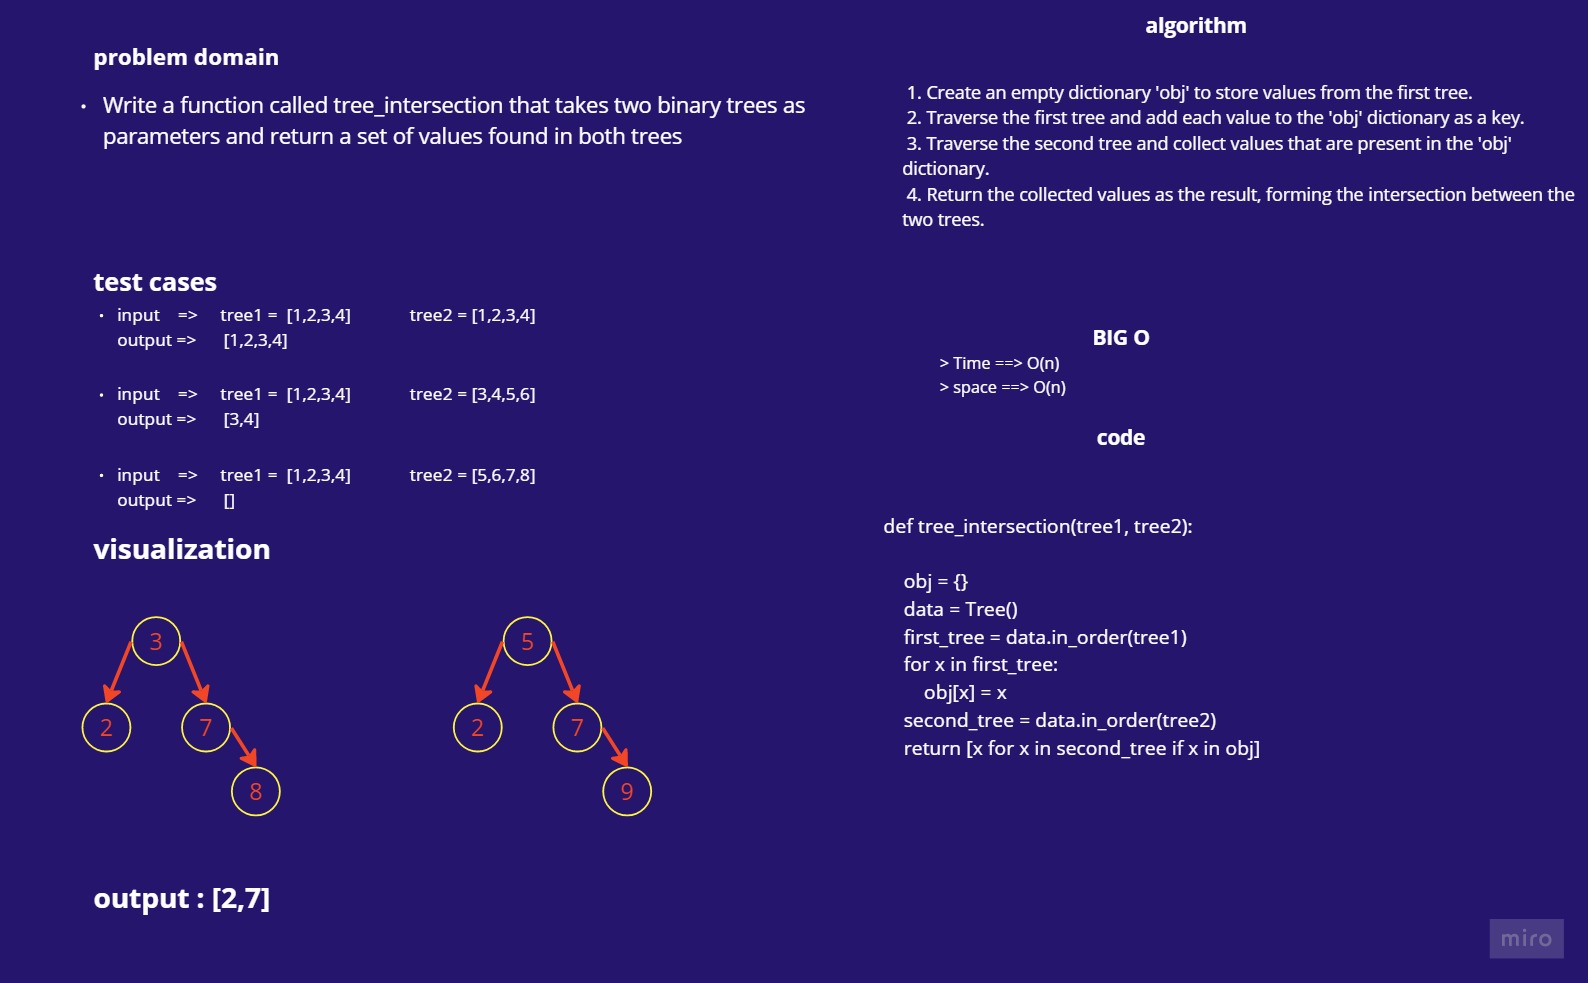 problem domain
• Write a function called tree_intersection that takes two binary trees as
parameters and return a set of values found in both trees
test cases
• input => tree1 = [1,2,3,4] tree2 = [1,2,3,4]
output => [1,2,3,4]
• input => tree1 = [1,2,3,4] tree2 = [3,4,5,6]
output => [3,4]
• input => tree1 = [1,2,3,4] tree2 = [5,6,7,8]
output => []
visualization
3
2 7
8
5
2 7
9
output : [2,7]
algorithm
1. Create an empty dictionary 'obj' to store values from the first tree.
2. Traverse the first tree and add each value to the 'obj' dictionary as a key.
3. Traverse the second tree and collect values that are present in the 'obj'
dictionary.
4. Return the collected values as the result, forming the intersection between the
two trees.
BIG O
> Time ==> O(n)
> space ==> O(n)
code
def tree_intersection(tree1, tree2):
obj = {}
data = Tree()
first_tree = data.in_order(tree1)
for x in first_tree:
obj[x] = x
second_tree = data.in_order(tree2)
return [x for x in second_tree if x in obj]
miro